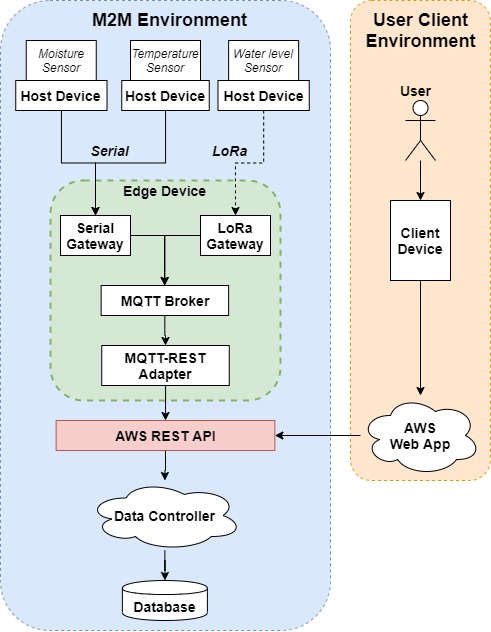 M2M Environment
User Client
Environment
Moisture
Sensor
Temperature
Sensor
Water level
Sensor
Host Device
Host Device
Host Device
User
Serial
LoRa
Edge Device
Serial
Gateway
LoRa
Gateway
Client
Device
MQTT Broker
MQTT-REST
Adapter
AWS REST API
AWS
Web App
Data Controller
Database